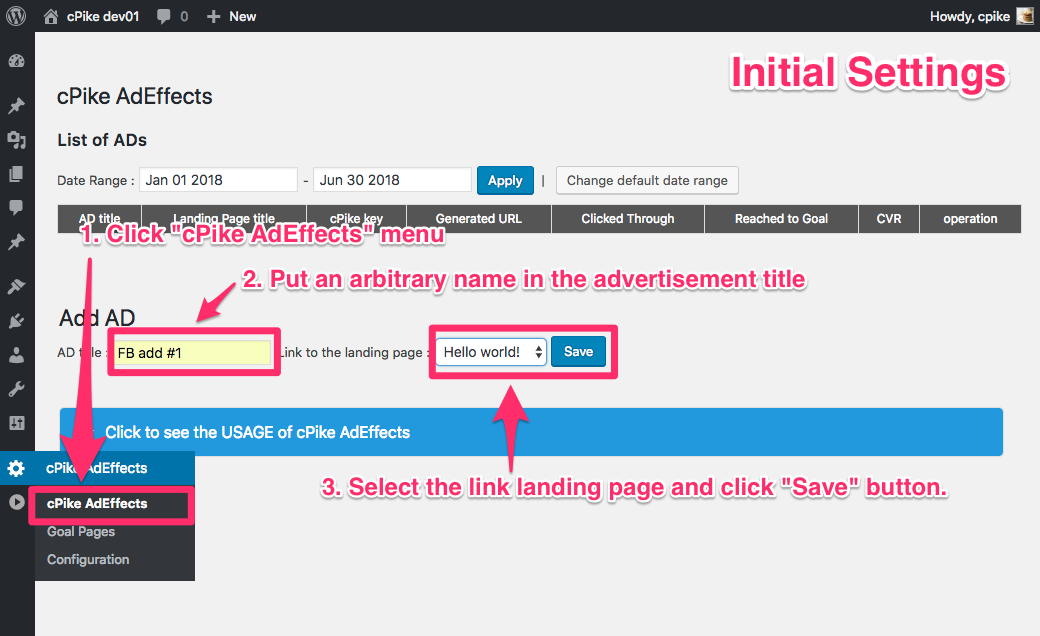 cPike dev01 0 New Howdy, cpike
Initial Settings
cPike AdEffects
List of ADs
Date Range : Jan 01 2018 - Jun 30 2018 Apply | Change default date range
AD title Landing Page title cPike key Generated URL Clicked Through Reached to Goal CVR operation
1. Click "cPike AdEffects" menu
2. Put an arbitrary name in the advertisement title
Add AD
AD title : FB add #1 Link to the landing page : Hello world! Save
Click to see the USAGE of cPike AdEffects
cPike AdEffects
3. Select the link landing page and click "Save" button.
cPike AdEffects
Goal Pages
Configuration